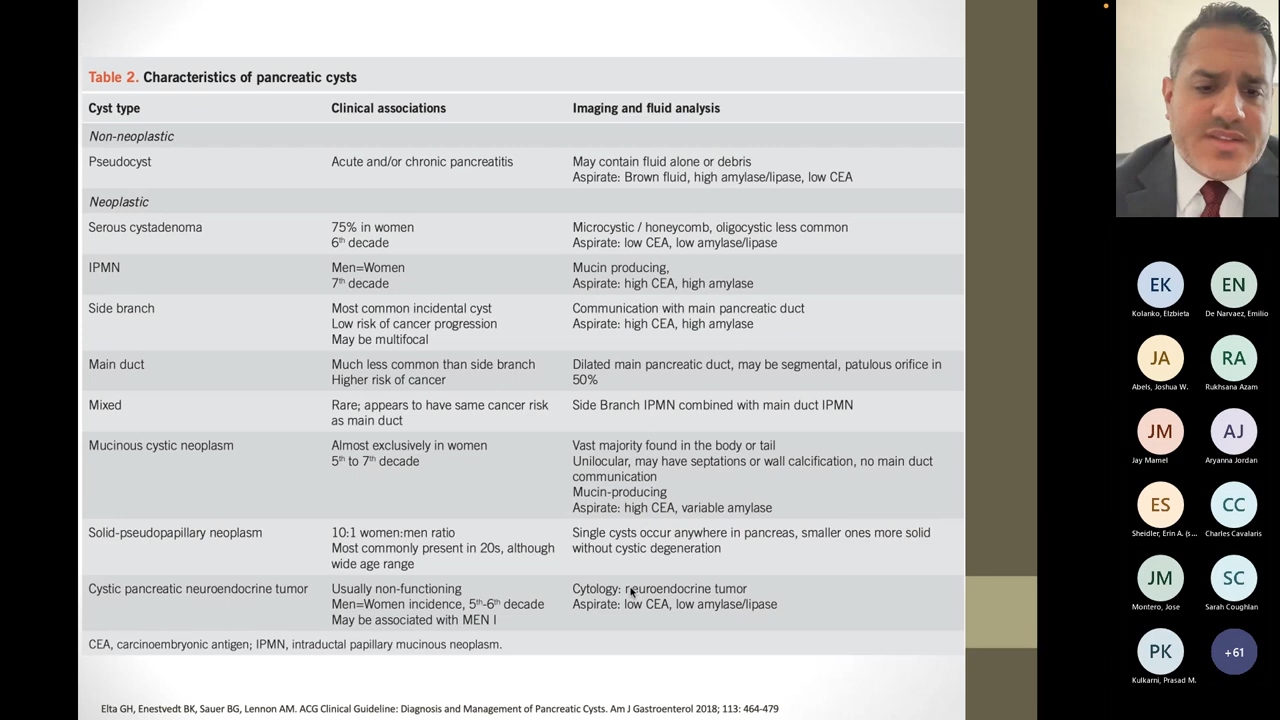 Table 2. Characteristics of pancreatic cysts
Cyst type
Clinical associations
Imaging and fluid analysis
Non-neoplastic
Pseudocyst
Acute and/or chronic pancreatitis
May contain fluid alone or debris
Aspirate: Brown fluid, high amylase/lipase, low CEA
Neoplastic
Serous cystadenoma
75% in women
6th decade
Microcystic / honeycomb, oligocystic less common
Aspirate: low CEA, low amylase/lipase
IPMN
Men=Women
7th decade
Mucin producing,
Aspirate: high CEA, high amylase
Side branch
Most common incidental cyst
Low risk of cancer progression
May be multifocal
Communication with main pancreatic duct
Aspirate: high CEA, high amylase
Main duct
Much less common than side branch
Higher risk of cancer
Dilated main pancreatic duct, may be segmental, patulous orifice in
50%
Mixed
Rare; appears to have same cancer risk
as main duct
Side Branch IPMN combined with main duct IPMN
Mucinous cystic neoplasm
Almost exclusively in women
5th to 7th decade
Vast majority found in the body or tail
Unilocular, may have septations or wall calcification, no main duct
communication
Mucin-producing
Aspirate: high CEA, variable amylase
Solid-pseudopapillary neoplasm
10:1 women:men ratio
Most commonly present in 20s, although
wide age range
Single cysts occur anywhere in pancreas, smaller ones more solid
without cystic degeneration
Cystic pancreatic neuroendocrine tumor
Usually non-functioning
Men=Women incidence, 5th-6th decade
May be associated with MEN I
Cytology: neuroendocrine tumor
Aspirate: low CEA, low amylase/lipase
CEA, carcinoembryonic antigen; IPMN, intraductal papillary mucinous neoplasm.
Elta GH, Enestvedt BK, Sauer BG, Lennon AM. ACG Clinical Guideline: Diagnosis and Management of Pancreatic Cysts. Am J Gastroenterol 2018; 113: 464-479
EK
Kolanko, Elzbieta
EN
De Narvaez, Emilio
JA
Abels, Joshua W.
RA
Rukhsana Azam
JM
Jay Mamel
AJ
Aryanna Jordan
ES
Sheidler, Erin A. (s...
CC
Charles Cavalaris
JM
Montero, Jose
SC
Sarah Coughlan
PK
Kulkarni, Prasad M.
+61